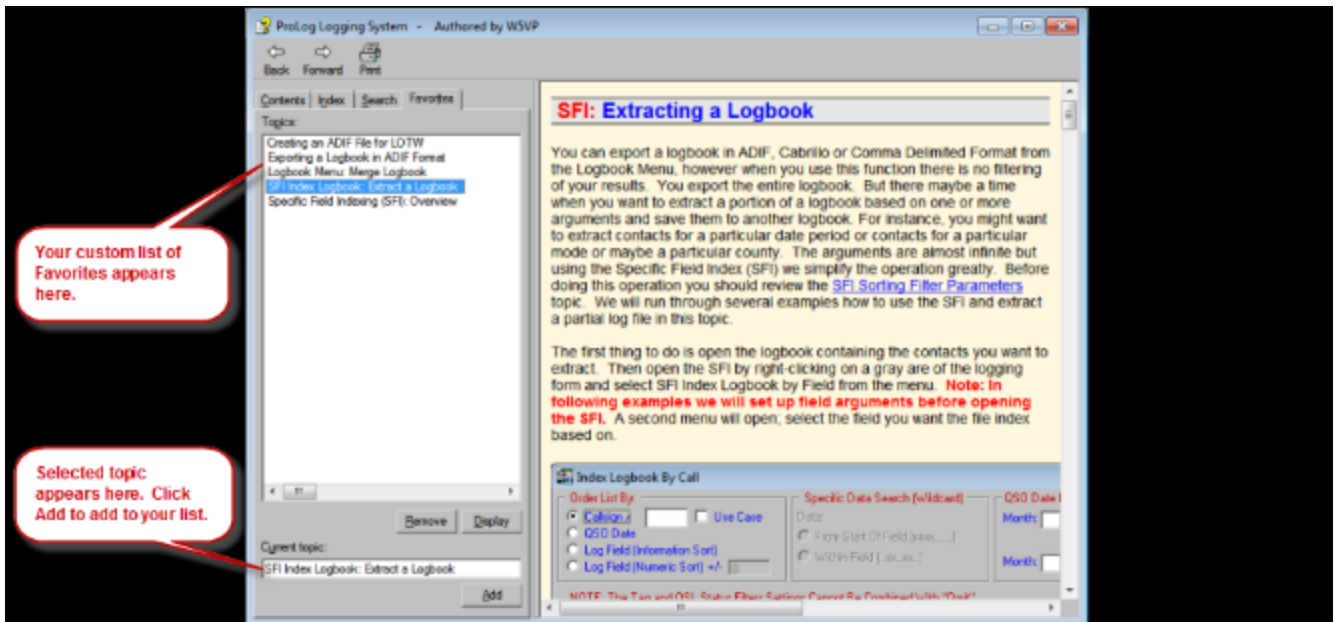 ProLog Logging System - Authored by W5VP
Back Forward Print
Contents Index Search Favorites
Topics:
Creating an ADIF File for LOTW
Exporting a Logbook in ADIF Format
Logbook Menu: Merge Logbook
SFI Index Logbook: Extract a Logbook
Specific Field Indexing (SFI): Overview
Your custom list of
Favorites appears
here.
Selected topic
appears here. Click
Add to add to your list.
Remove Display
Current topic:
SFI Index Logbook: Extract a Logbook
Add
SFI: Extracting a Logbook
You can export a logbook in ADIF, Cabrillo or Comma Delimited Format from
the Logbook Menu, however when you use this function there is no filtering
of your results. You export the entire logbook. But there maybe a time
when you want to extract a portion of a logbook based on one or more
arguments and save them to another logbook. For instance, you might want
to extract contacts for a particular date period or contacts for a particular
mode or maybe a particular county. The arguments are almost infinite but
using the Specific Field Index (SFI) we simplify the operation greatly. Before
doing this operation you should review the SFI Sorting Filter Parameters
topic. We will run through several examples how to use the SFI and extract
a partial log file in this topic.
The first thing to do is open the logbook containing the contacts you want to
extract. Then open the SFI by right-clicking on a gray are of the logging
form and select SFI Index Logbook by Field from the menu. Note: In
following examples we will set up field arguments before opening
the SFI. A second menu will open; select the field you want the file index
based on.
Index Logbook By Call
Order List By: Specific Data Search (Wildcard) QSO Date
Callsign Use Case Data: Month:
QSO Date From Start Of Field
Log Field (Information Sort) Within Field Month:
Log Field (Numeric Sort) +/- 0
NOTE: The Tag and QSL Status Filter Settings Cannot Be Combined With "Don't"